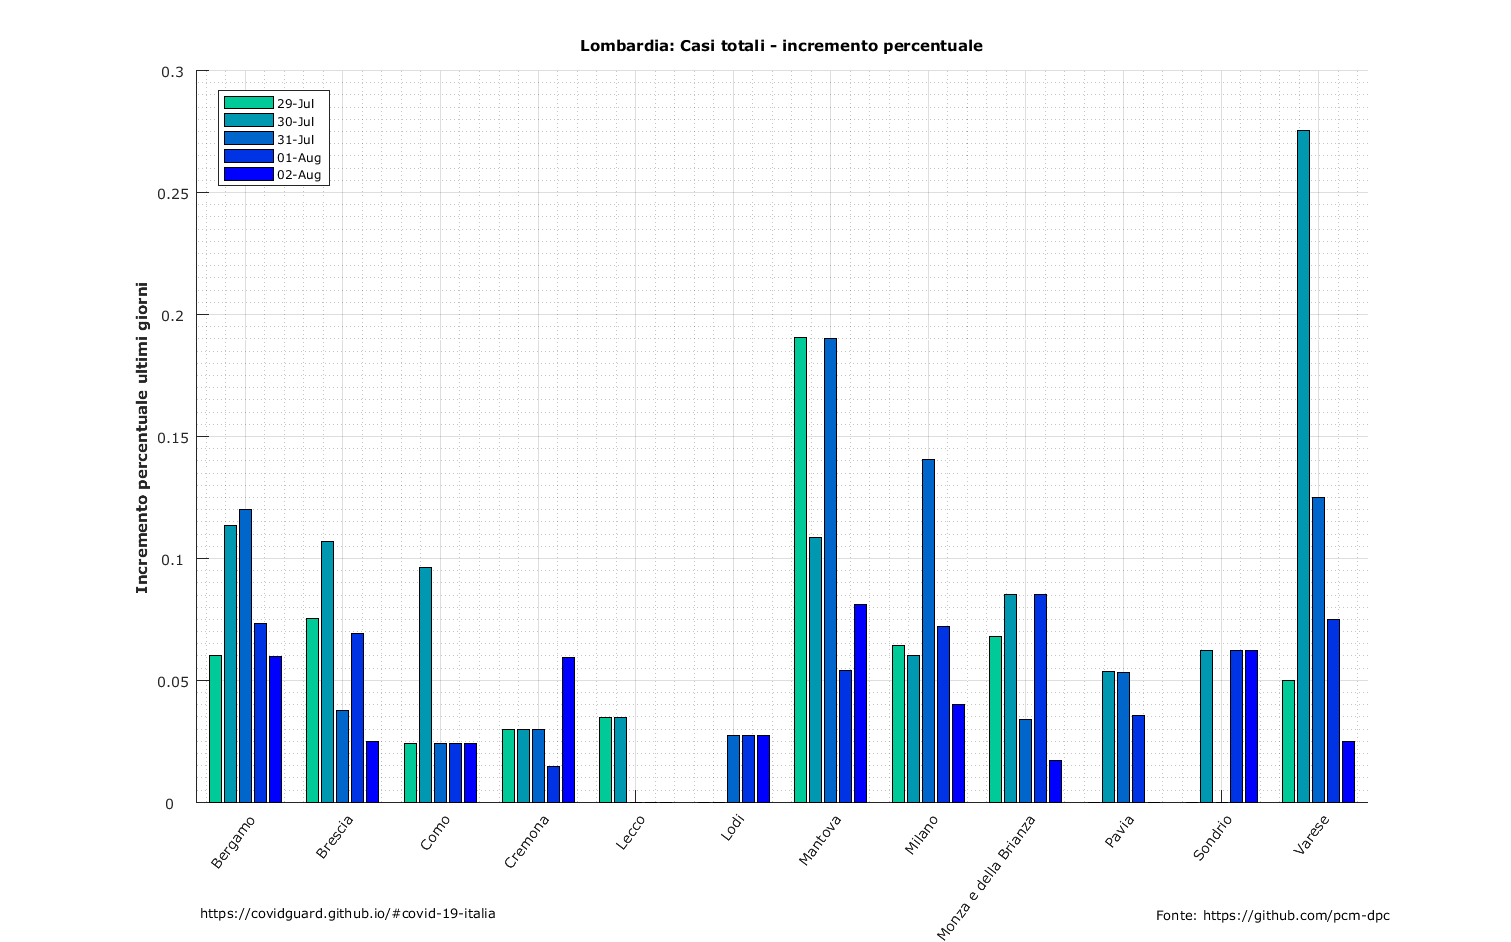 Lombardia: Casi totali - incremento percentuale
0.3
0.25
0.2
0.15
0.1
0.05
0
Incremento percentuale ultimi giorni
29-Jul
30-Jul
31-Jul
01-Aug
02-Aug
Bergamo
Brescia
Como
Cremona
Lecco
Lodi
Mantova
Milano
Monza e della Brianza
Pavia
Sondrio
Varese
https://covidguard.github.io/#covid-19-italia
Fonte: https://github.com/pcm-dpc